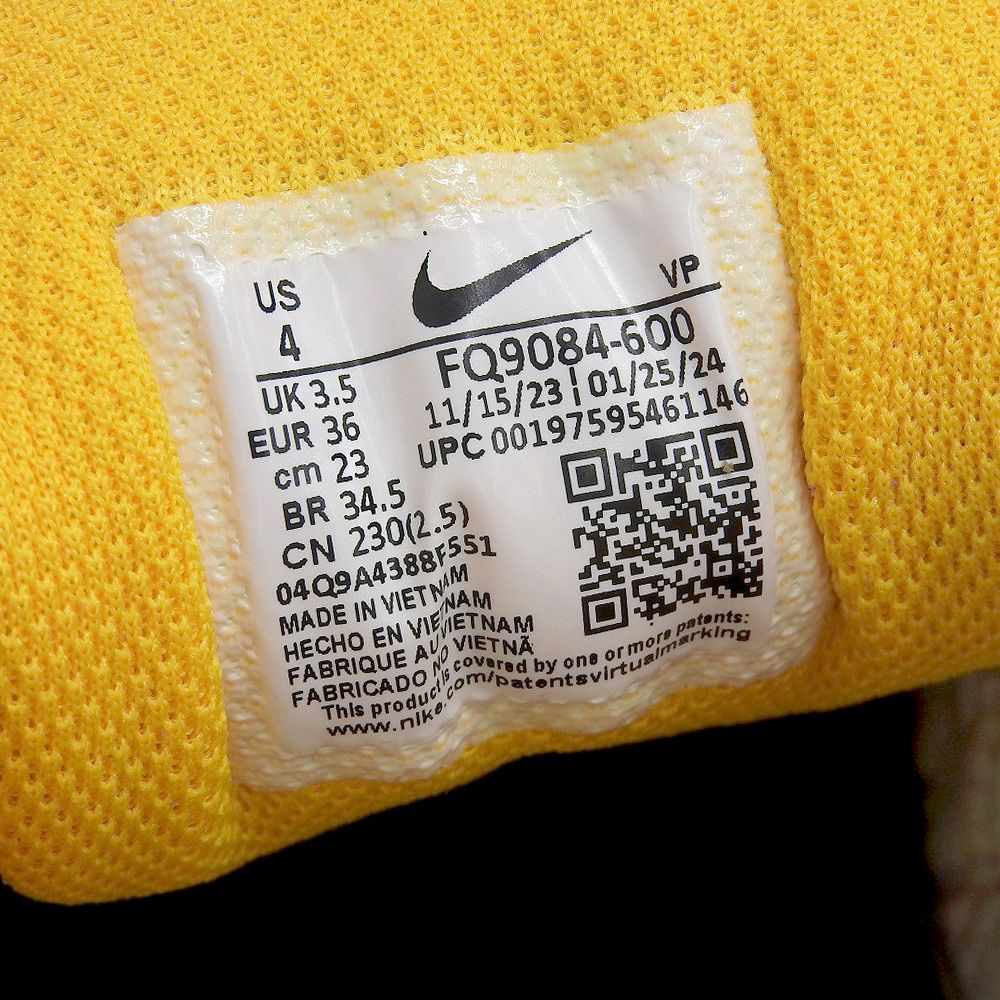 US
4
VP
FQ9084-600
11/15/23 | 01/25/24
UPC 00197595461146
UK 3.5
EUR 36
cm 23
BR 34.5
CN 230(2.5)
04Q9A4388F5S1
MADE IN VIETNAM
HECHO EN VIETNAM
FABRIQUE AU VIETNAM
FABRICADO NO VIETNÃ
This product is covered by one or more patents:
www.nike.com/patentsvirtualmarking